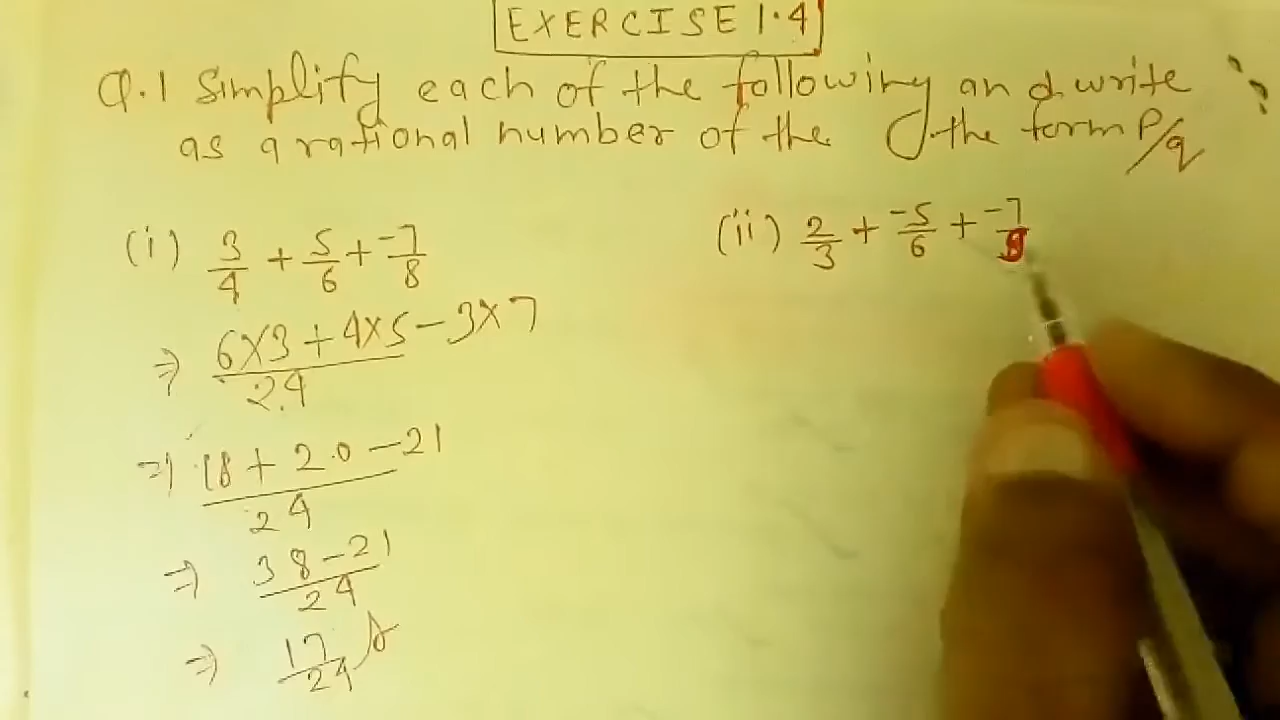 EXERCISE 1.4
Q.1 Simplify each of the following and write
as a rational number of the the form P/q
(i) 3/4 + 5/6 + -7/8
⇒ 6×3+4×5-3×7/24
⇒ 18+20-21/24
⇒ 38-21/24
⇒ 17/24
(ii) 2/3 + -5/6 + -7/